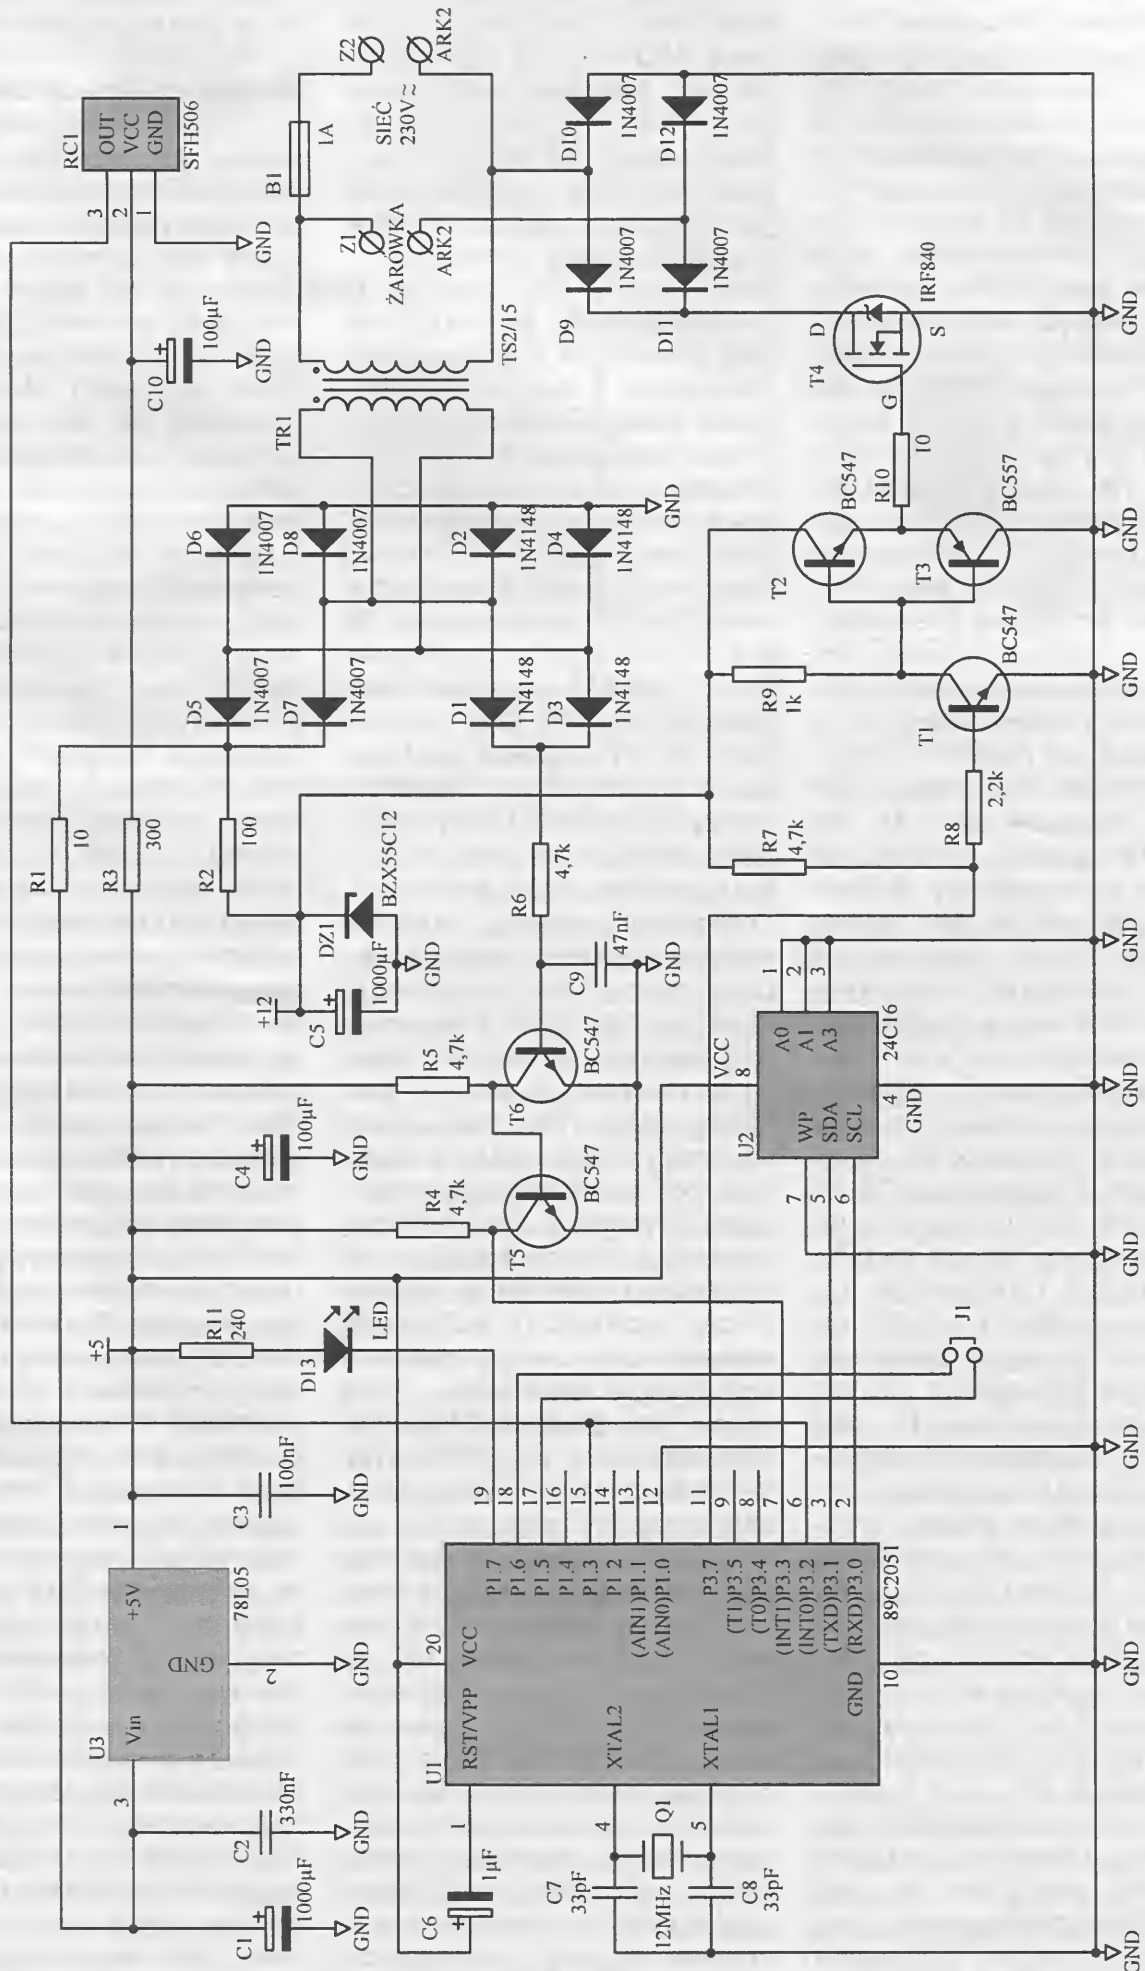 RC1
OUT
VCC
GND
SFH506
3
2
1
GND
C10
+
100µF
GND
Z2
ARK2
B1
1A
SIEĆ
230V ~
Z1
ŻARÓWKA
ARK2
TR1
TS2/15
D10
1N4007
D12
1N4007
D9
1N4007
D11
1N4007
T4
D
S
G
IRF840
GND
R10
10
D6
1N4007
D8
1N4007
D2
1N4148
D4
1N4148
GND
D5
1N4007
D7
1N4007
D1
1N4148
D3
1N4148
T2
BC547
T3
BC557
GND
R9
1k
T1
BC547
GND
R1
10
R3
300
R2
100
R6
4,7k
R7
4,7k
R8
2,2k
DZ1
BZX55C12
+12
C5
+
1000µF
GND
C9
47nF
GND
R5
4,7k
T6
BC547
C4
+
100µF
GND
R4
4,7k
T5
BC547
U2
VCC
8
A0
A1
A3
1
2
3
WP
SDA
SCL
7
5
6
24C16
4
GND
GND
GND
GND
+5
R11
240
D13
LED
J1
GND
C3
100nF
GND
1
U3
Vin
+5V
GND
78L05
2
GND
3
C2
330nF
GND
C1
+
1000µF
GND
U1
RST/VPP
VCC
20
XTAL2
XTAL1
GND
10
89C2051
P1.7
P1.6
P1.5
P1.4
P1.3
P1.2
(AIN1)P1.1
(AIN0)P1.0
P3.7
(T1)P3.5
(T0)P3.4
(INT1)P3.3
(INT0)P3.2
(TXD)P3.1
(RXD)P3.0
19
18
17
16
15
14
13
12
11
9
8
7
6
3
2
GND
1
4
5
C6
+
1µF
Q1
12MHz
C7
33pF
C8
33pF
GND